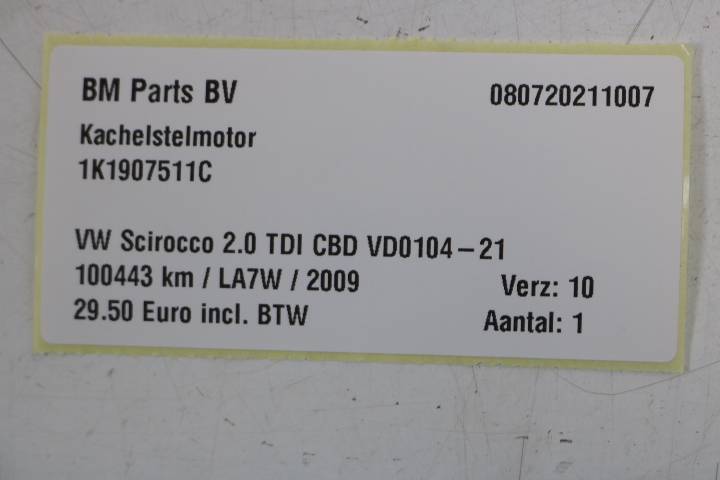 BM Parts BV 080720211007
Kachelstelmotor
1K1907511C
VW Scirocco 2.0 TDI CBD VD0104-21
100443 km / LA7W / 2009 Verz: 10
29.50 Euro incl. BTW Aantal: 1